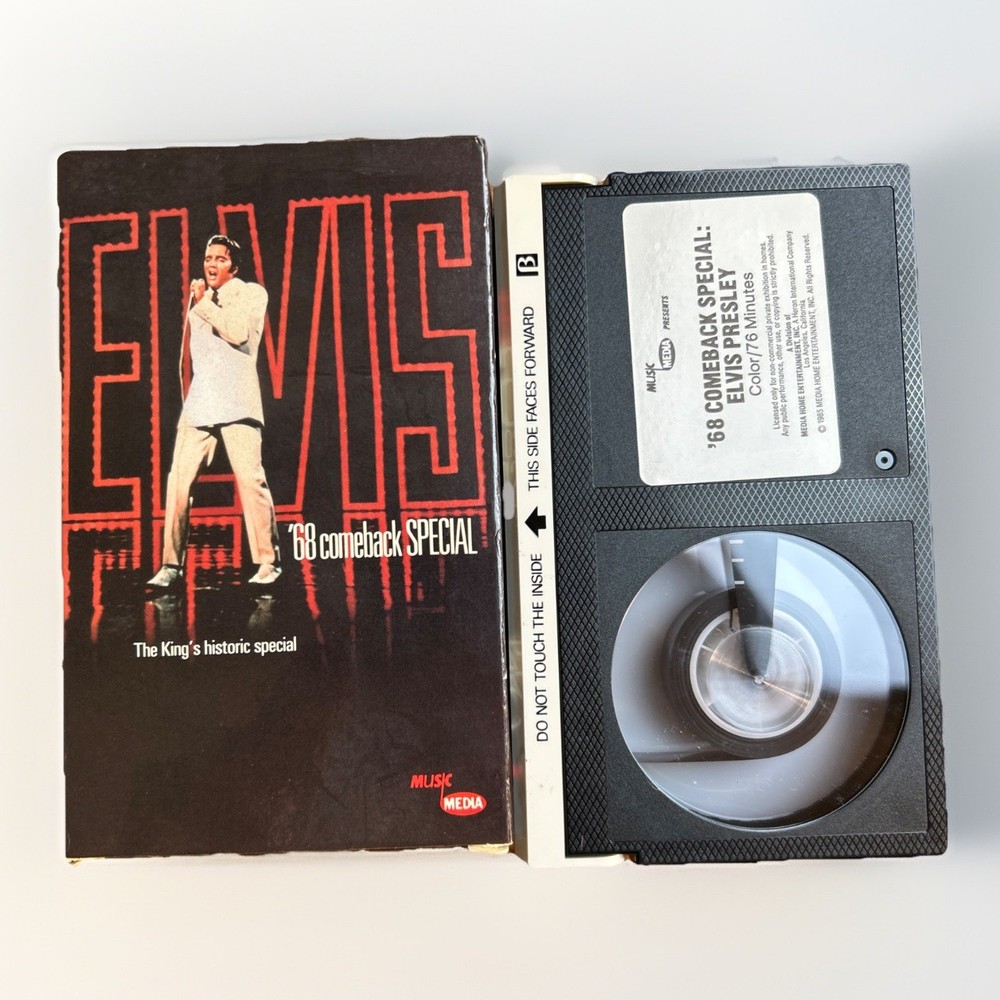 ELVIS
'68 comeback SPECIAL
The King's historic special
MUSIC
MEDIA
DO NOT TOUCH THE INSIDE THIS SIDE FACES FORWARD β
MUSIC
MEDIA PRESENTS
'68 COMEBACK SPECIAL:
ELVIS PRESLEY
Color/76 Minutes
Licensed only for non-commercial private exhibition in homes.
Any public performance, other use, or copying is strictly prohibited.
A Division of
MEDIA HOME ENTERTAINMENT, INC. A Heron International Company
Los Angeles, California
© 1985 MEDIA HOME ENTERTAINMENT, INC. All Rights Reserved.